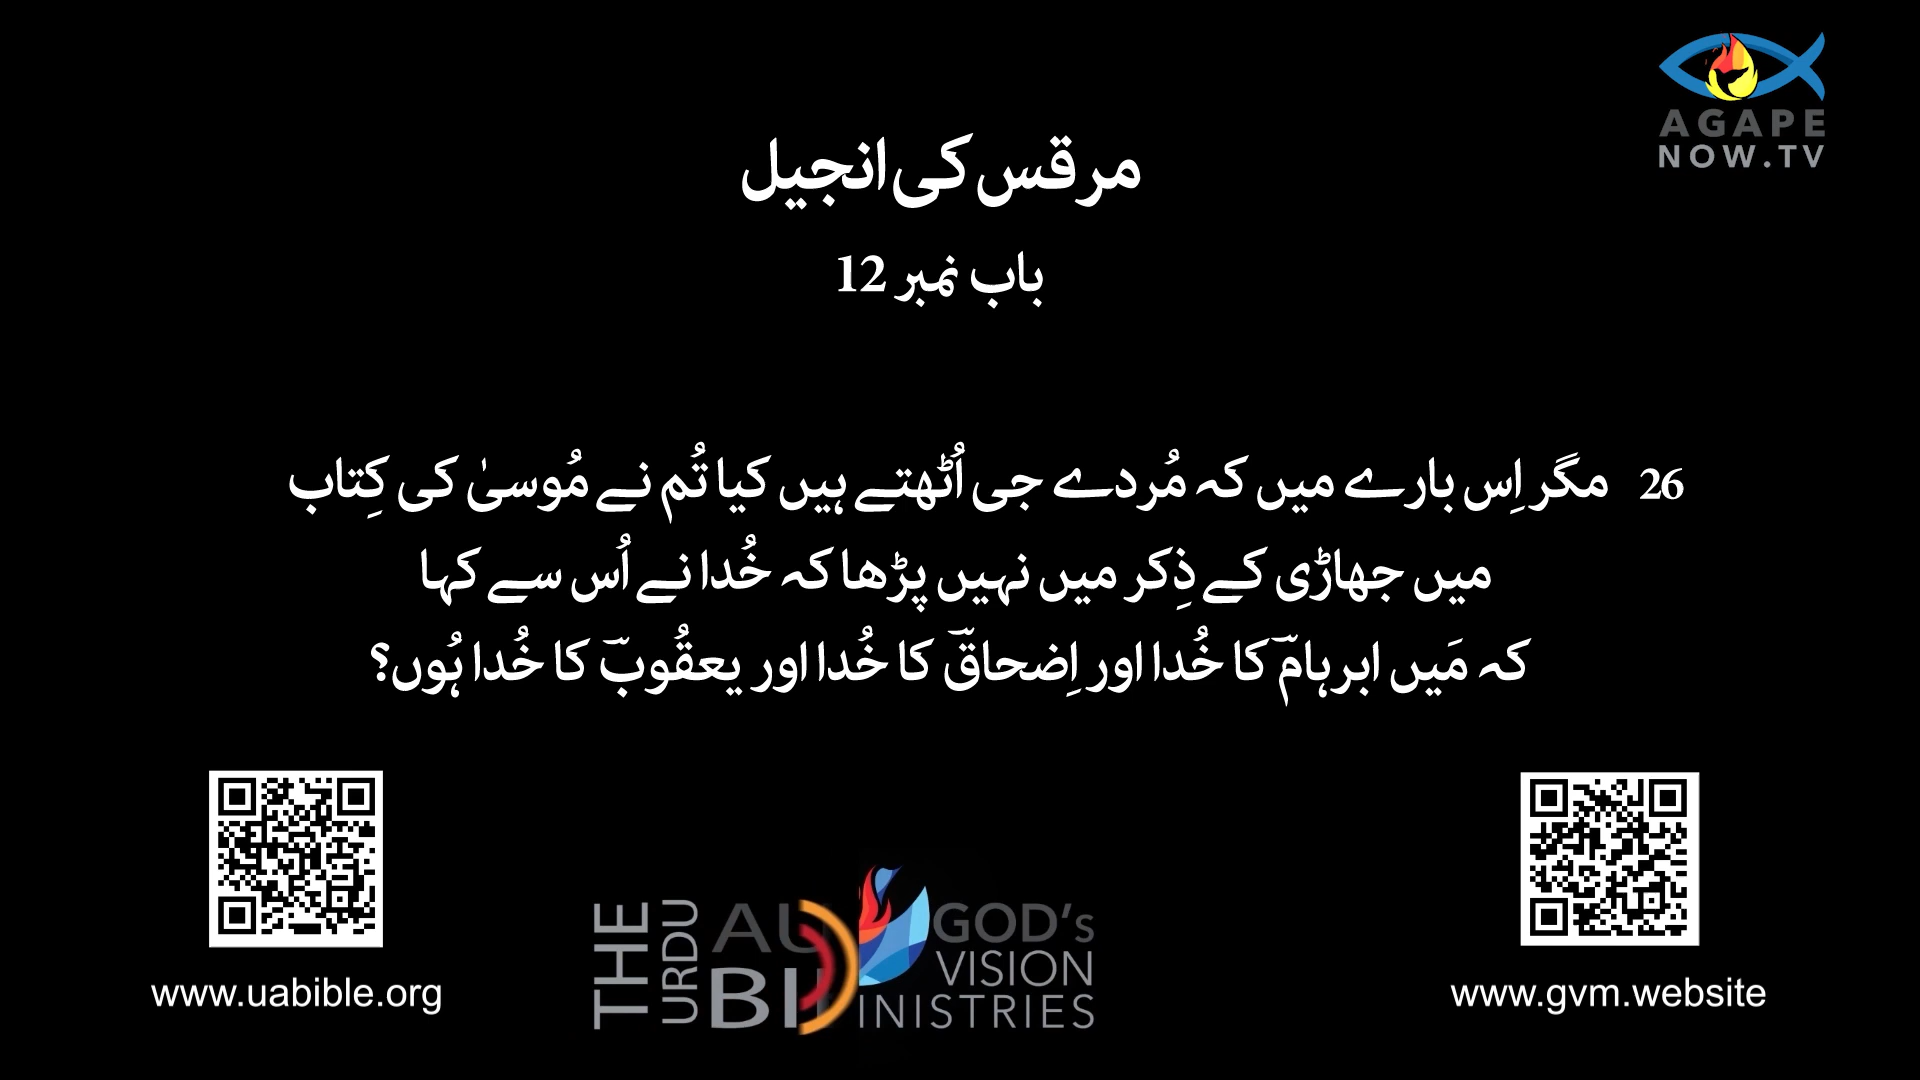 AGAPE
NOW.TV
مرقس کی انجیل
باب نمبر 12
26 مگر اِس بارے میں کہ مُردے جی اُٹھتے ہیں کیا تُم نے مُوسیٰ کی کِتاب
میں جھاڑی کے ذِکر میں نہیں پڑھا کہ خُدا نے اُس سے کہا
کہ مَیں ابرہامؔ کا خُدا اور اِضحاقؔ کا خُدا اور یعقُوبؔ کا خُدا ہُوں؟
www.uabible.org
THE
URDU
GOD's
VISION
INISTRIES
www.gvm.website